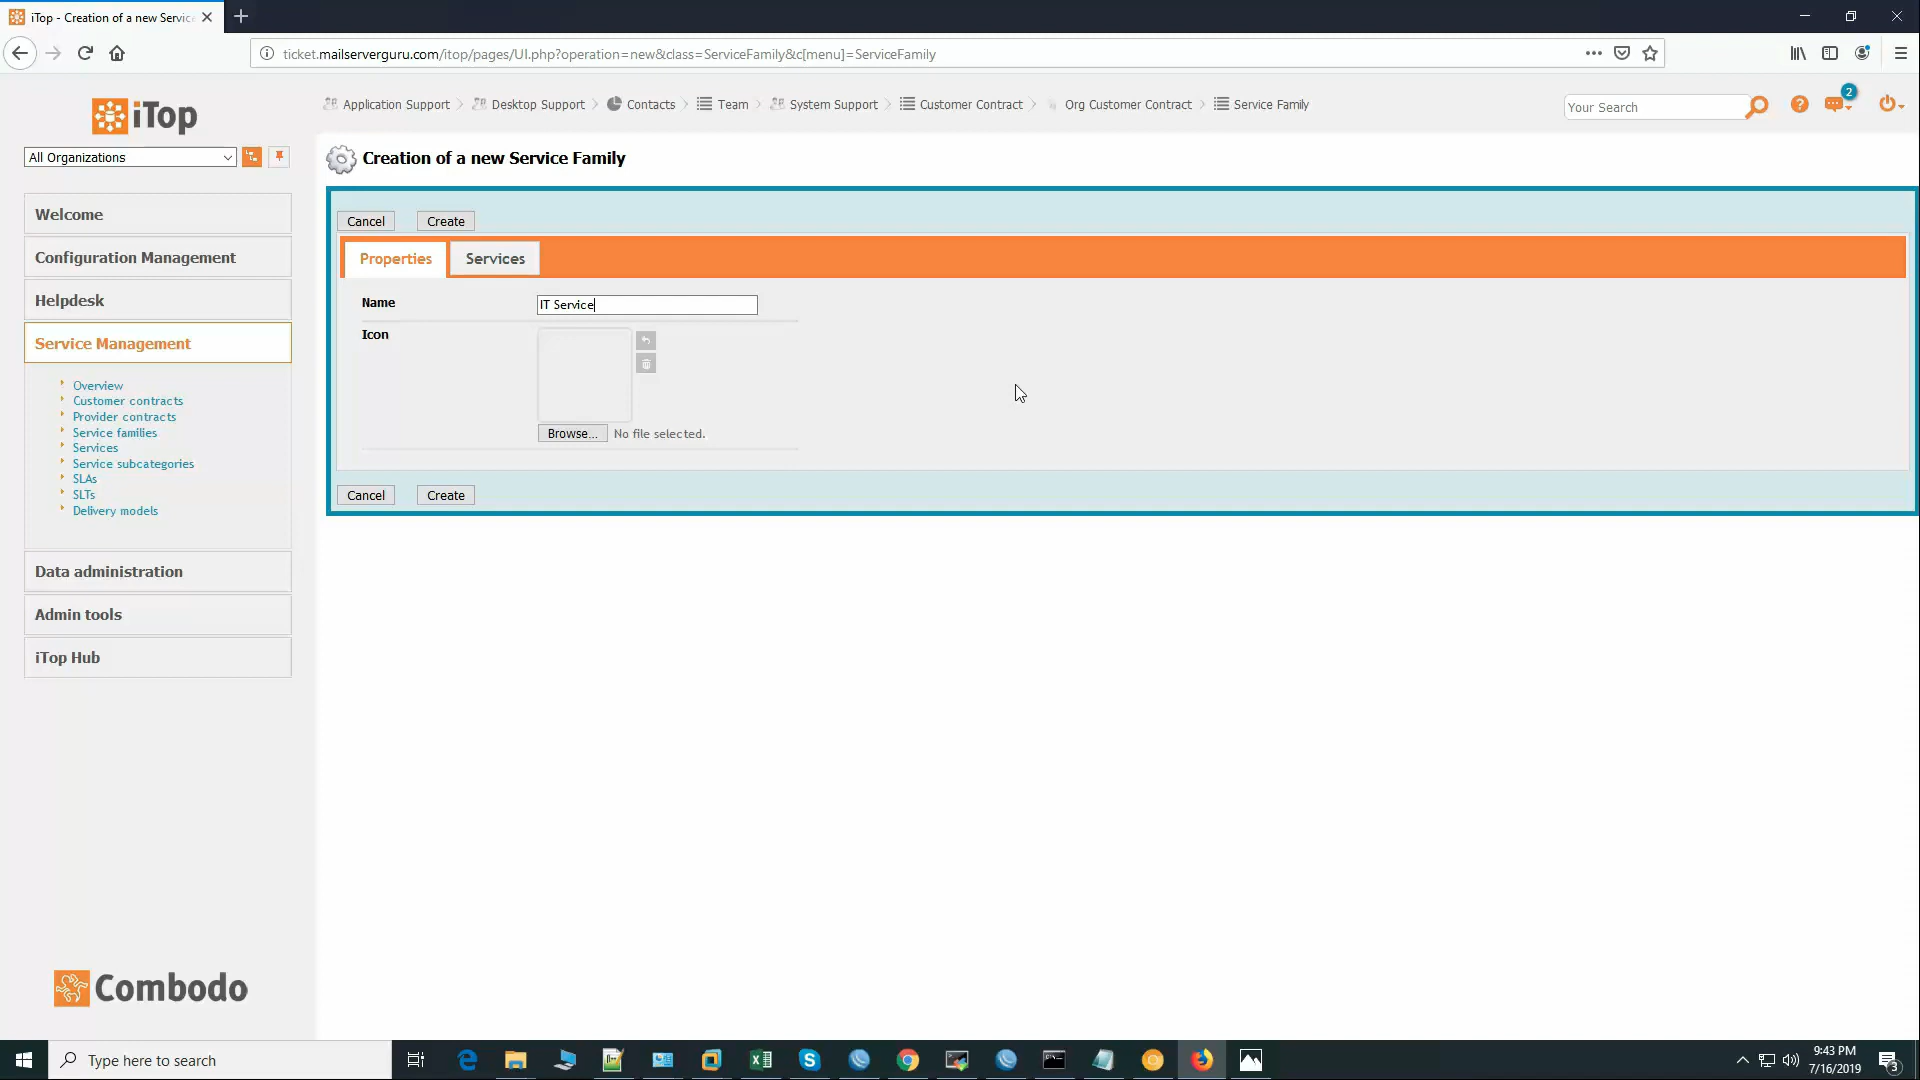 iTop - Creation of a new Servic
ticket.mailserverguru.com/itop/pages/UI.php?operation=new&class=ServiceFamily&c[menu]=ServiceFamily
iTop
Application Support
Desktop Support
Contacts
Team
System Support
Customer Contract
Org Customer Contract
Service Family
Your Search
2
All Organizations
Creation of a new Service Family
Welcome
Configuration Management
Helpdesk
Service Management
Overview
Customer contracts
Provider contracts
Service families
Services
Service subcategories
SLAs
SLTs
Delivery models
Data administration
Admin tools
iTop Hub
Combodo
Cancel
Create
Properties
Services
Name
IT Service
Icon
Browse...
No file selected.
Cancel
Create
Type here to search
9:43 PM
7/16/2019
3